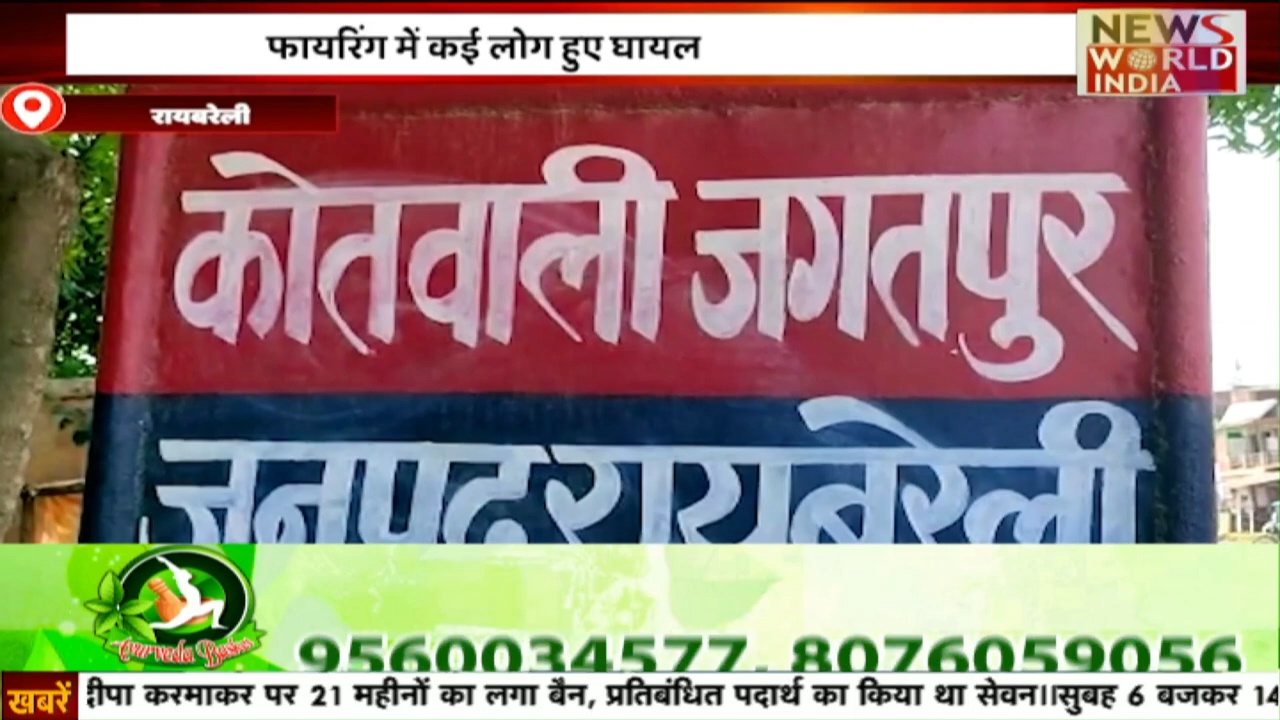 फायरिंग में कई लोग हुए घायल
NEWS
WORLD
INDIA
रायबरेली
कोतवाली जगतपुर
जनपद रायबरेली
9560034577, 8076059056
खबरें
दीपा करमाकर पर 21 महीनों का लगा बैन, प्रतिबंधित पदार्थ का किया था सेवन॥सुबह 6 बजकर 14